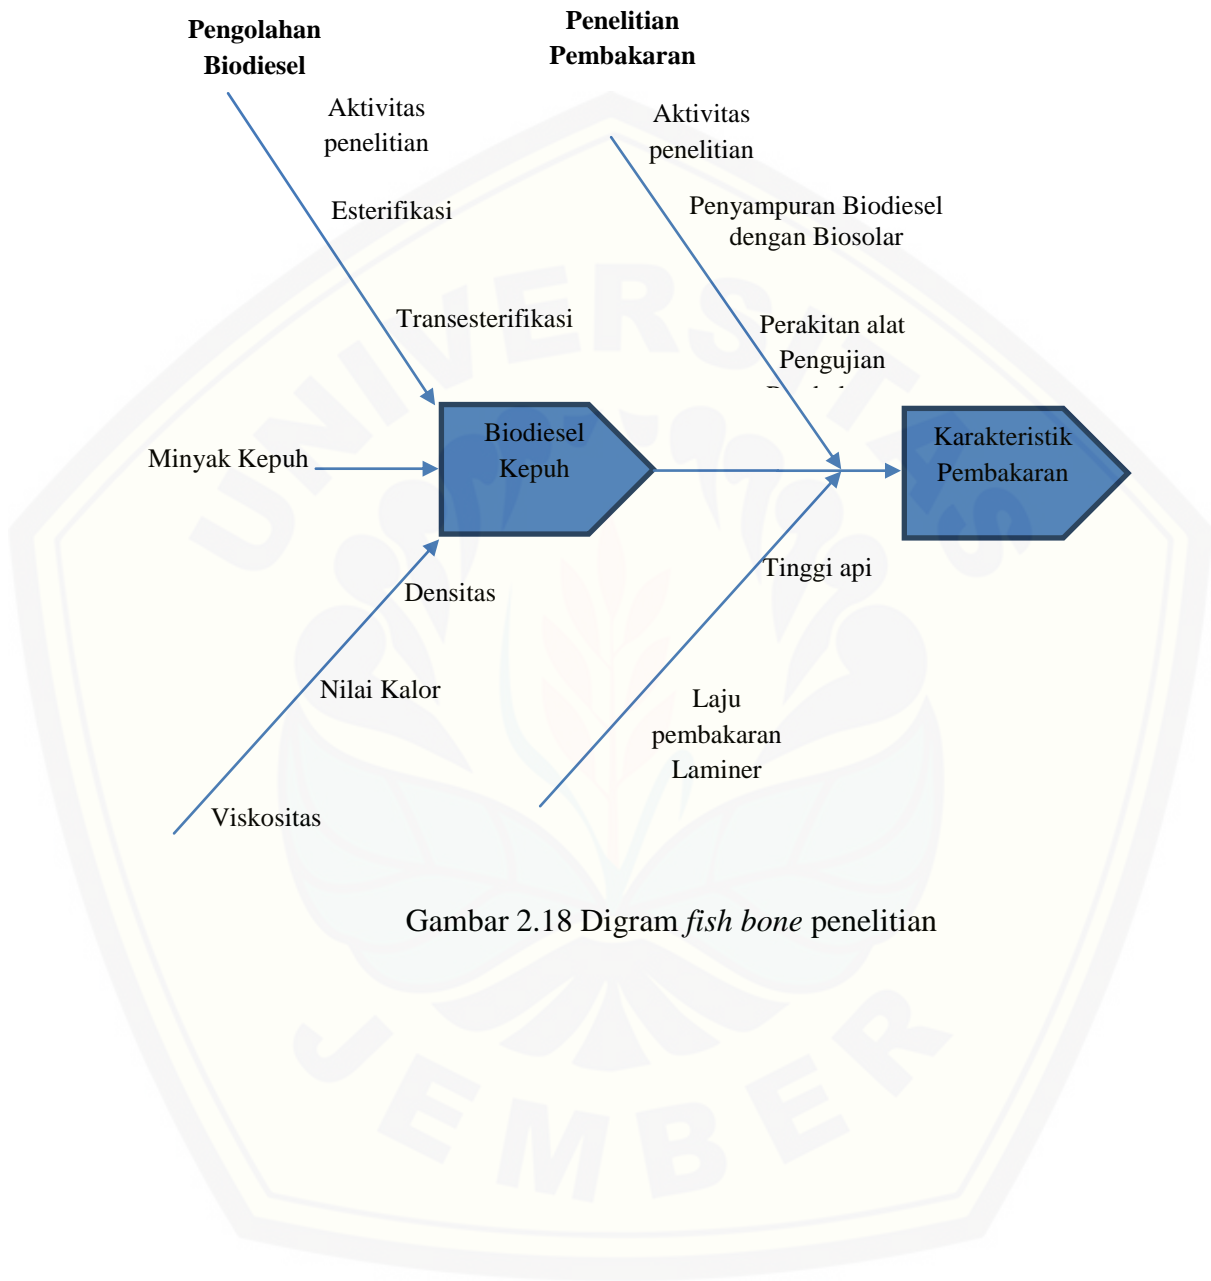 Pengolahan
Biodiesel
Penelitian
Pembakaran
Aktivitas
penelitian
Aktivitas
penelitian
Esterifikasi
Penyampuran Biodiesel
dengan Biosolar
Transesterifikasi
Perakitan alat
Pengujian
Minyak Kepuh
Biodiesel
Kepuh
Karakteristik
Pembakaran
Densitas
Tinggi api
Nilai Kalor
Laju
pembakaran
Laminer
Viskositas
Gambar 2.18 Digram fish bone penelitian
UNIVERSITAS
JEMBER